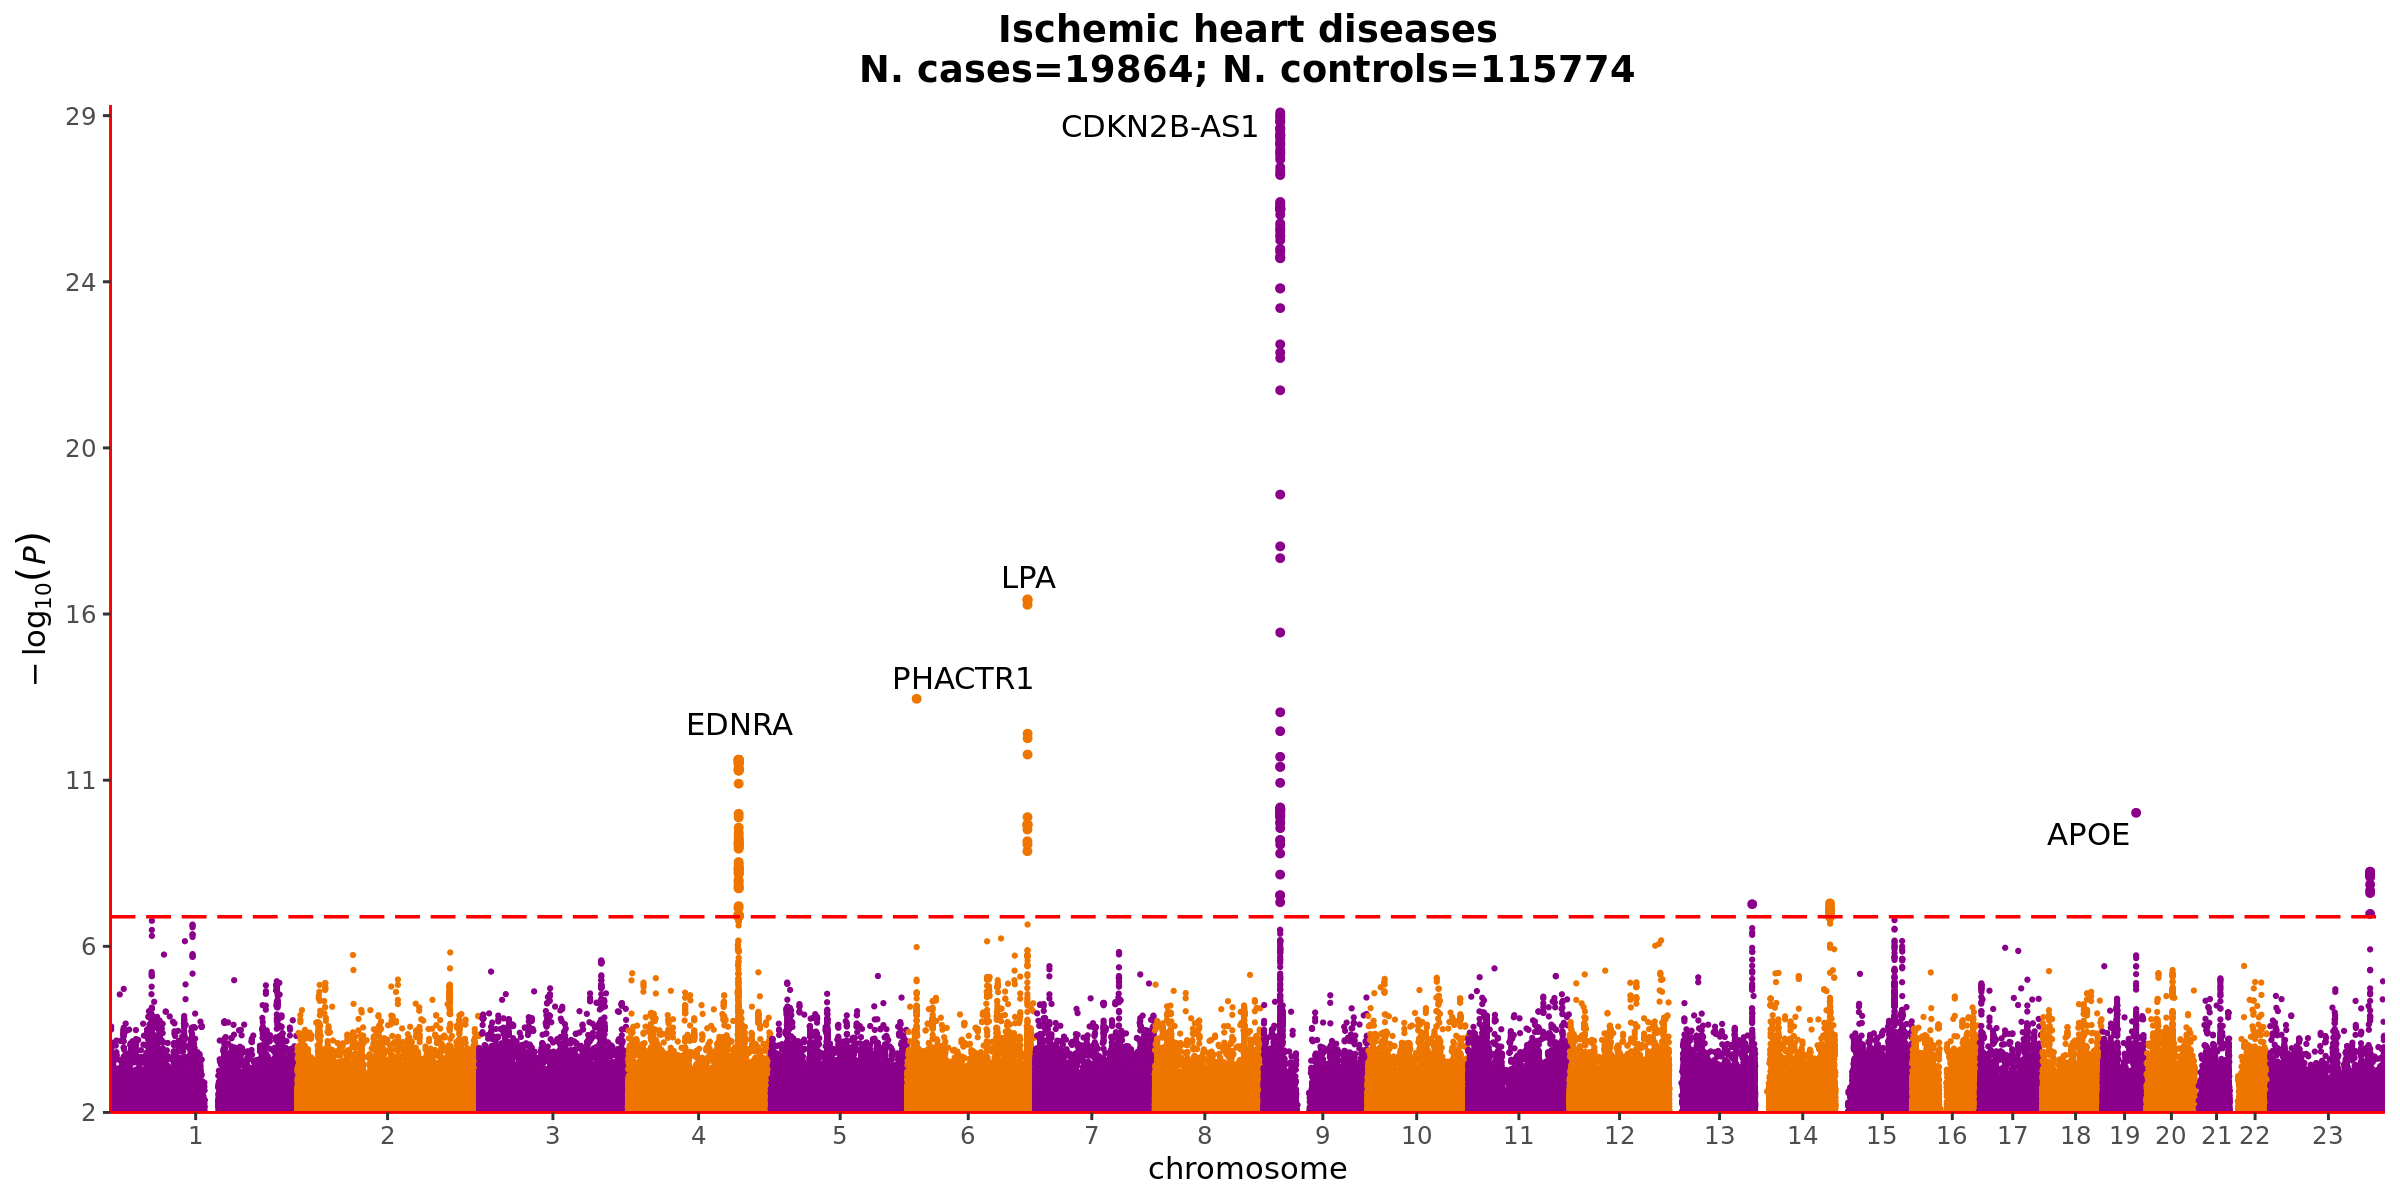 Ischemic heart diseases
N. cases=19864; N. controls=115774
29
24
20
16
11
6
2
−log10(P)
CDKN2B-AS1
LPA
PHACTR1
EDNRA
APOE
1 2 3 4 5 6 7 8 9 10 11 12 13 14 15 16 17 18 19 20 21 22 23
chromosome